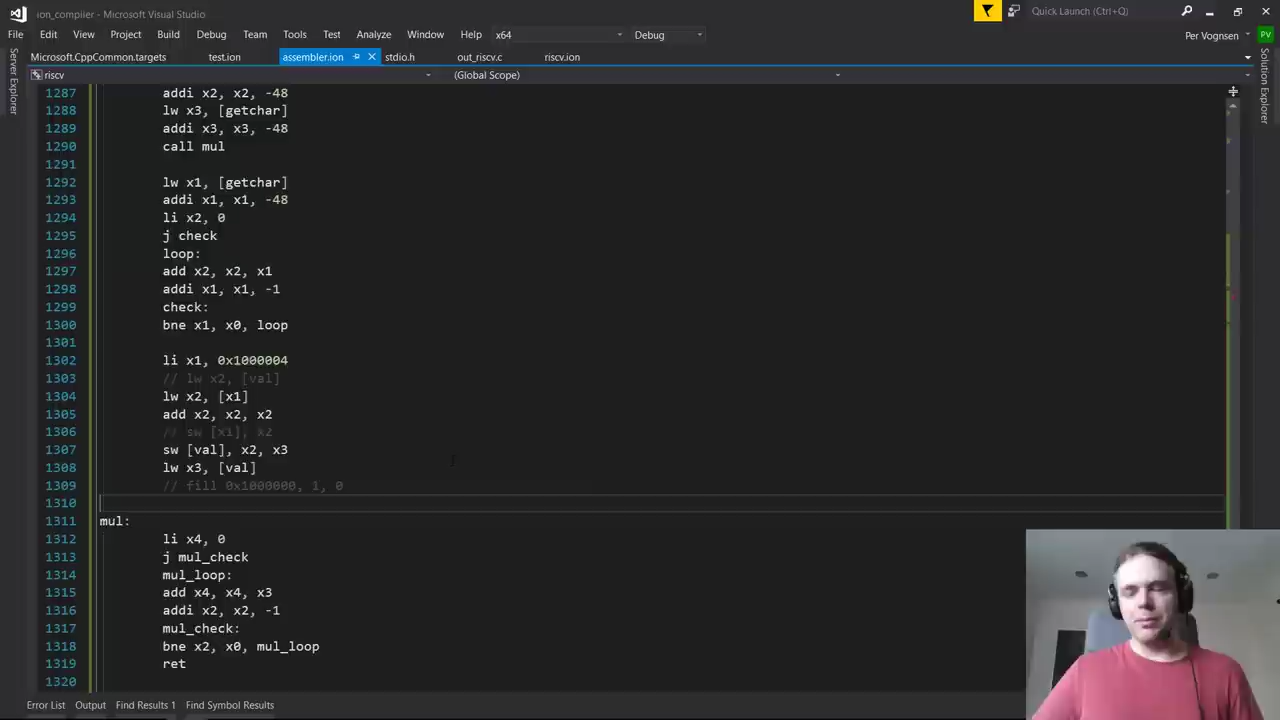 ion_compiler - Microsoft Visual Studio
Quick Launch (Ctrl+Q)
File Edit View Project Build Debug Team Tools Test Analyze Window Help x64 Debug Per Vognsen PV
Server Explorer
Solution Explorer
Microsoft.CppCommon.targets test.ion assembler.ion stdio.h out_riscv.c riscv.ion
riscv (Global Scope)
1287 addi x2, x2, -48
1288 lw x3, [getchar]
1289 addi x3, x3, -48
1290 call mul
1291
1292 lw x1, [getchar]
1293 addi x1, x1, -48
1294 li x2, 0
1295 j check
1296 loop:
1297 add x2, x2, x1
1298 addi x1, x1, -1
1299 check:
1300 bne x1, x0, loop
1301
1302 li x1, 0x1000004
1303 // lw x2, [val]
1304 lw x2, [x1]
1305 add x2, x2, x2
1306 // sw [x1], x2
1307 sw [val], x2, x3
1308 lw x3, [val]
1309 // fill 0x1000000, 1, 0
1310
1311 mul:
1312 li x4, 0
1313 j mul_check
1314 mul_loop:
1315 add x4, x4, x3
1316 addi x2, x2, -1
1317 mul_check:
1318 bne x2, x0, mul_loop
1319 ret
1320
Error List Output Find Results 1 Find Symbol Results